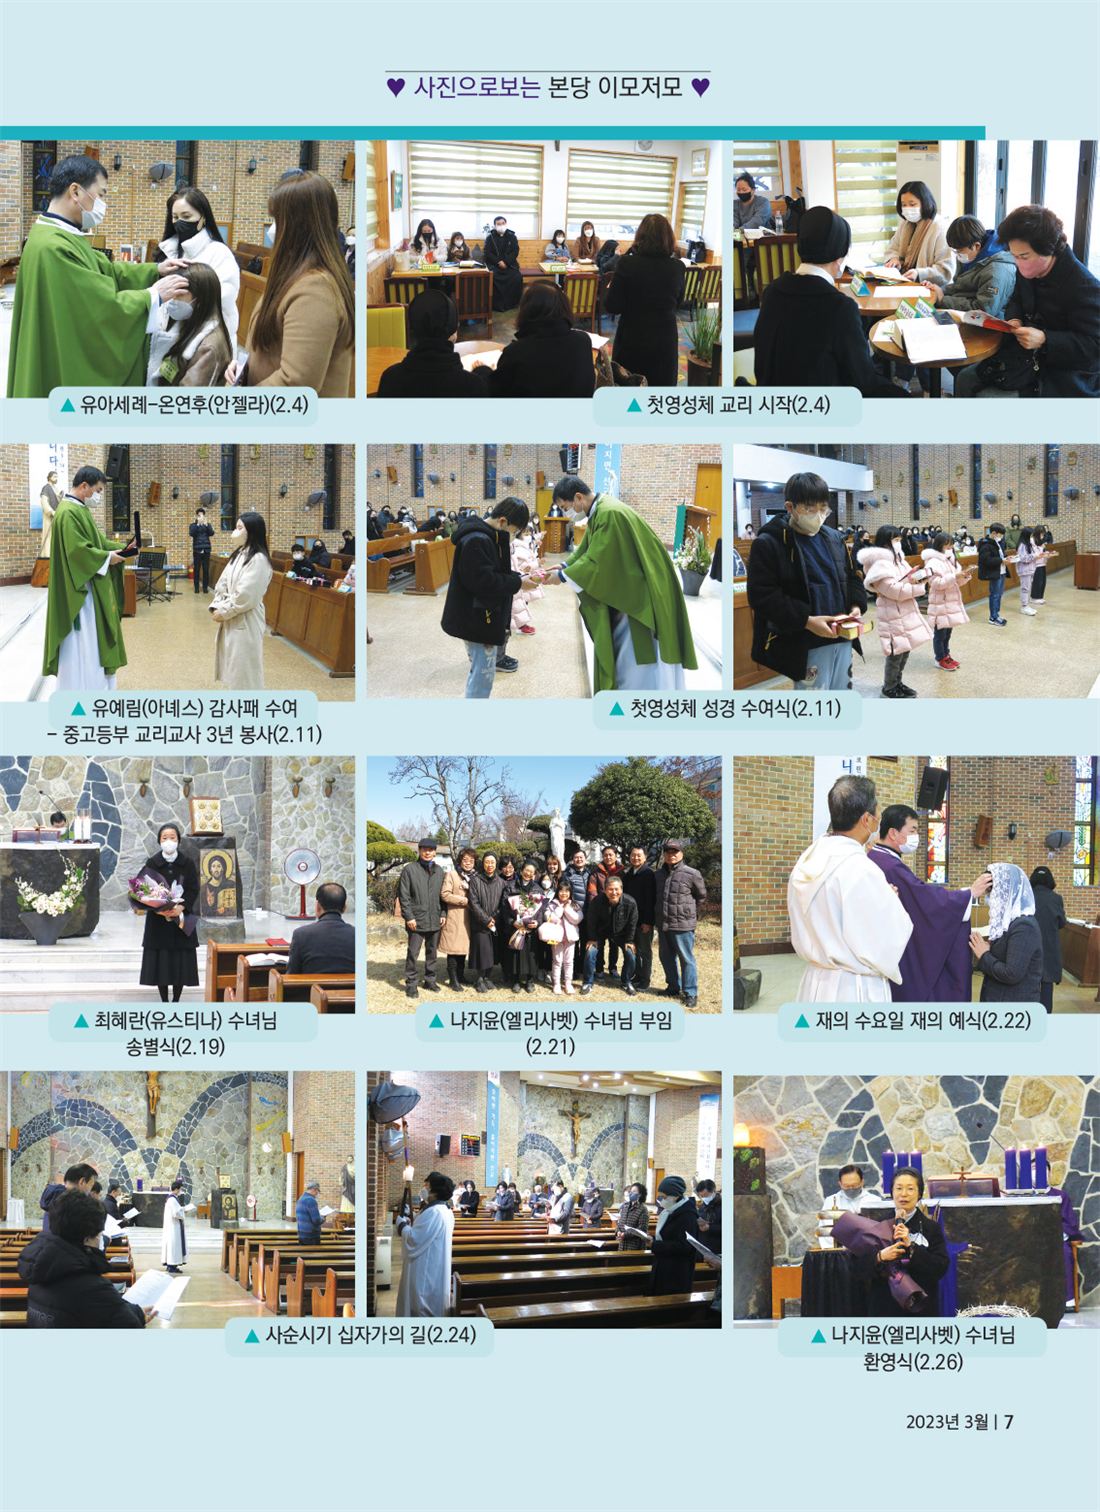 ♥ 사진으로보는 본당 이모저모 ♥
▲ 유아세례-온연후(안젤라)(2.4)
▲ 첫영성체 교리 시작(2.4)
▲ 유예림(아녜스) 감사패 수여
- 중고등부 교리교사 3년 봉사(2.11)
▲ 첫영성체 성경 수여식(2.11)
▲ 최혜란(유스티나) 수녀님
송별식(2.19)
▲ 나지윤(엘리사벳) 수녀님 부임
(2.21)
▲ 재의 수요일 재의 예식(2.22)
▲ 사순시기 십자가의 길(2.24)
▲ 나지윤(엘리사벳) 수녀님
환영식(2.26)
2023년 3월 | 7